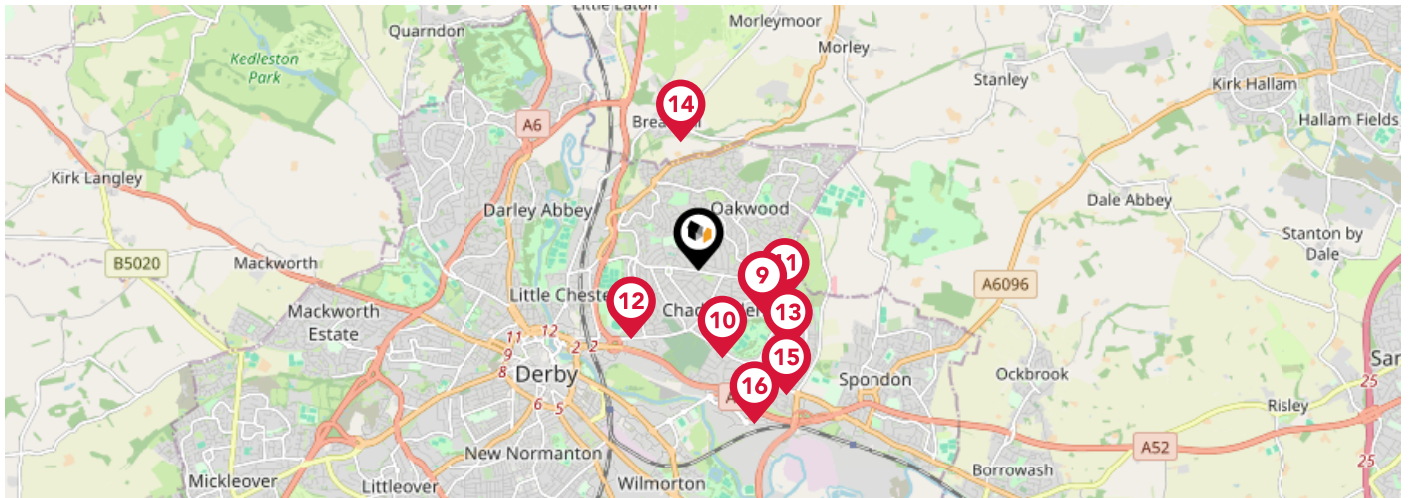 Little Eaton
Quarndon
Morleymoor
Morley
Kedleston
Park
Stanley
Kirk Hallam
14
A6
Hallam Fields
Kirk Langley
Darley Abbey
Oakwood
Dale Abbey
Stanton by
Dale
B5020
Mackworth
9
11
A6096
Little Cheste
12
Mackworth
Estate
10
13
11
12
9
2
2
8
Derby
15
16
Spondon
Ockbrook
25
6
5
Risley
New Normanton
A52
25
Mickleover
Littleover
Wilmorton
Borrowash